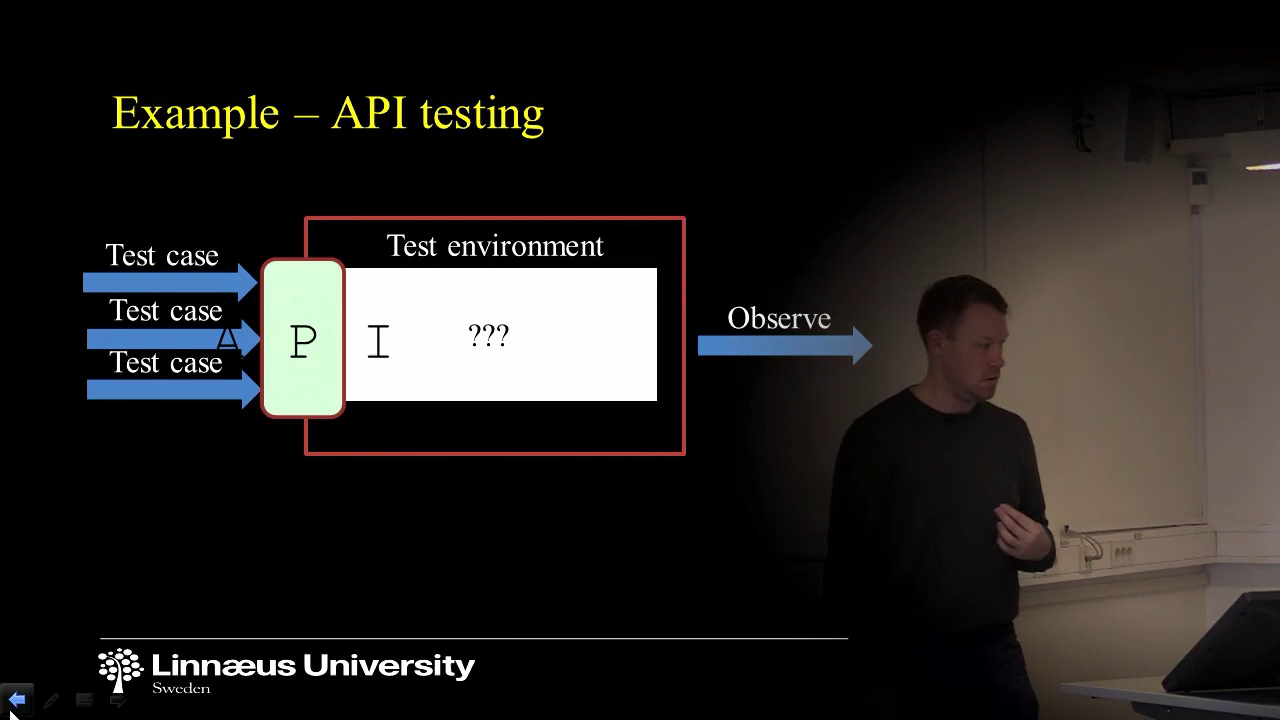 Example – API testing
Test environment
Test case
Test case
Test case
A P I
???
Observe
Linnæus University
Sweden